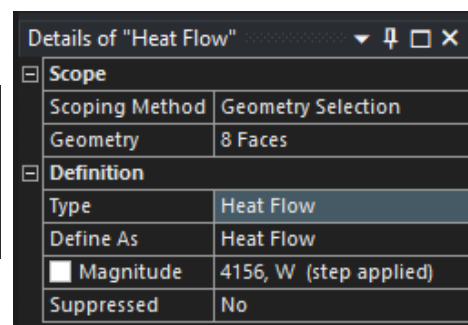 Details of "Heat Flow"
Scope
Scoping Method Geometry Selection
Geometry 8 Faces
Definition
Type Heat Flow
Define As Heat Flow
Magnitude 4156, W (step applied)
Suppressed No